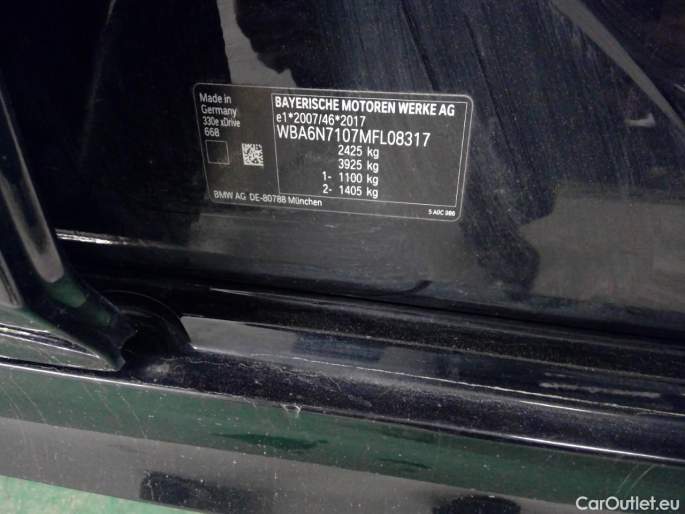 BAYERISCHE MOTOREN WERKE AG
Made in
Germany
330e xDrive
668
e1*2007/46*2017
WBA6N7107MFL08317
2425 kg
3925 kg
1- 1100 kg
2- 1405 kg
BMW AG DE-80788 München
5 A0C 986
CarOutlet.eu